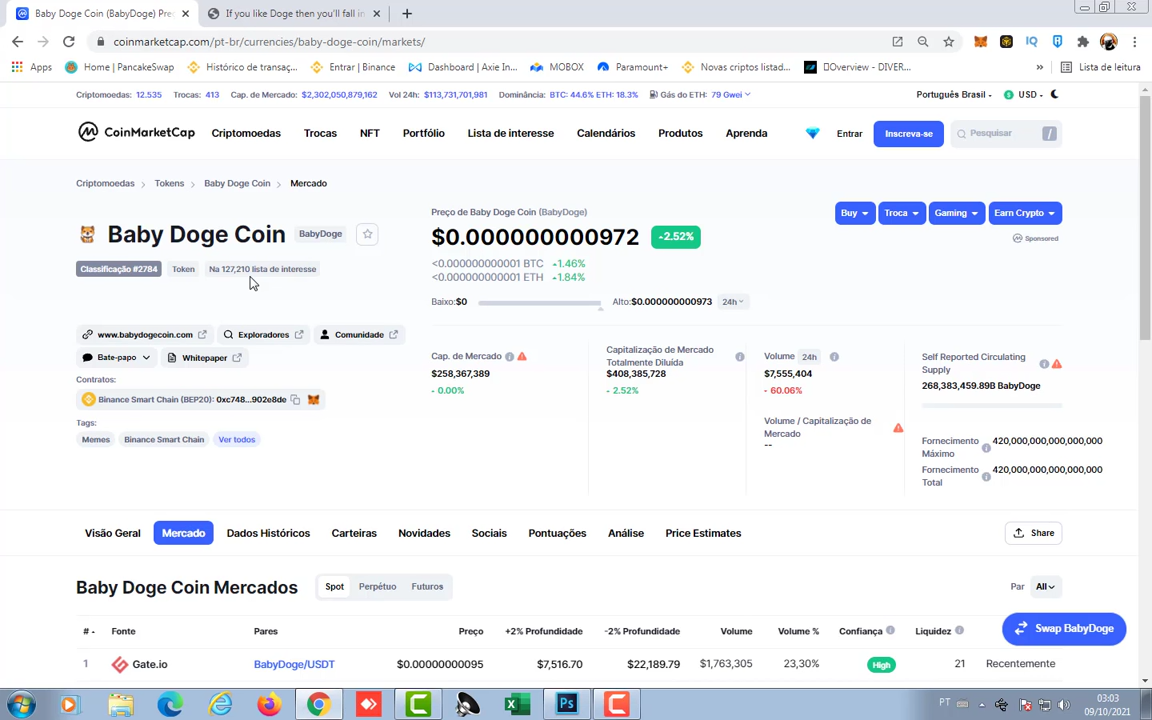 Baby Doge Coin (BabyDoge) Prec
If you like Doge then you'll fall in
coinmarketcap.com/pt-br/currencies/baby-doge-coin/markets/
Apps
Home | PancakeSwap
Histórico de transaç...
Entrar | Binance
Dashboard | Axie In...
MOBOX
Paramount+
Novas criptos listad...
Overview - DIVER...
»
Lista de leitura
IQ
Criptomoedas: 12.535
Trocas: 413
Cap. de Mercado: $2,302,050,879,162
Vol 24h: $113,731,701,981
Dominância: BTC: 44.6% ETH: 18.3%
Gás do ETH: 79 Gwei
Português Brasil
USD
CoinMarketCap
Criptomoedas
Trocas
NFT
Portfólio
Lista de interesse
Calendários
Produtos
Aprenda
Entrar
Inscreva-se
Pesquisar
/
Criptomoedas
Tokens
Baby Doge Coin
Mercado
Baby Doge Coin
BabyDoge
Classificação #2784
Token
Na 127,210 lista de interesse
Preço de Baby Doge Coin (BabyDoge)
$0.000000000972
-2.52%
<0.000000000001 BTC
+1.46%
<0.000000000001 ETH
+1.84%
Baixo:$0
Alto:$0.000000000973
24h
Buy
Troca
Gaming
Earn Crypto
Sponsored
www.babydogecoin.com
Exploradores
Comunidade
Bate-papo
Whitepaper
Contratos:
Binance Smart Chain (BEP20): 0xc748...902e8de
Tags:
Memes
Binance Smart Chain
Ver todos
Cap. de Mercado
$258,367,389
- 0.00%
Capitalização de Mercado
Totalmente Diluída
$408,385,728
- 2.52%
Volume
24h
$7,555,404
- 60.06%
Volume / Capitalização de
Mercado
--
Self Reported Circulating
Supply
268,383,459.89B BabyDoge
Fornecimento
Máximo
420,000,000,000,000,000
Fornecimento
Total
420,000,000,000,000,000
Visão Geral
Mercado
Dados Históricos
Carteiras
Novidades
Sociais
Pontuações
Análise
Price Estimates
Share
Baby Doge Coin Mercados
Spot
Perpétuo
Futuros
Par
All
#
Fonte
Pares
Preço
+2% Profundidade
-2% Profundidade
Volume
Volume %
Confiança
Liquidez
Swap BabyDoge
1
Gate.io
BabyDoge/USDT
$0.00000000095
$7,516.70
$22,189.79
$1,763,305
23,30%
High
21
Recentemente
Ps
PT
03:03
09/10/2021